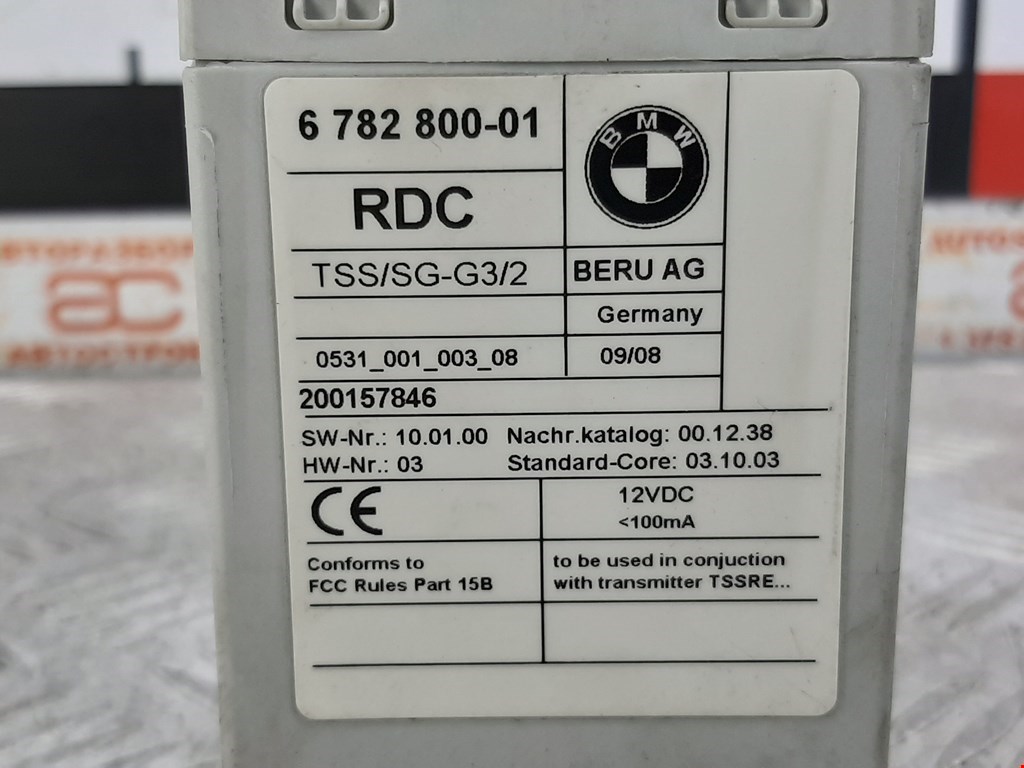 6 782 800-01
BMW
RDC
TSS/SG-G3/2
BERU AG
Germany
0531_001_003_08
09/08
200157846
SW-Nr.: 10.01.00 Nachr.katalog: 00.12.38
HW-Nr.: 03 Standard-Core: 03.10.03
CE
12VDC
<100mA
Conforms to
FCC Rules Part 15B
to be used in conjuction
with transmitter TSSRE...